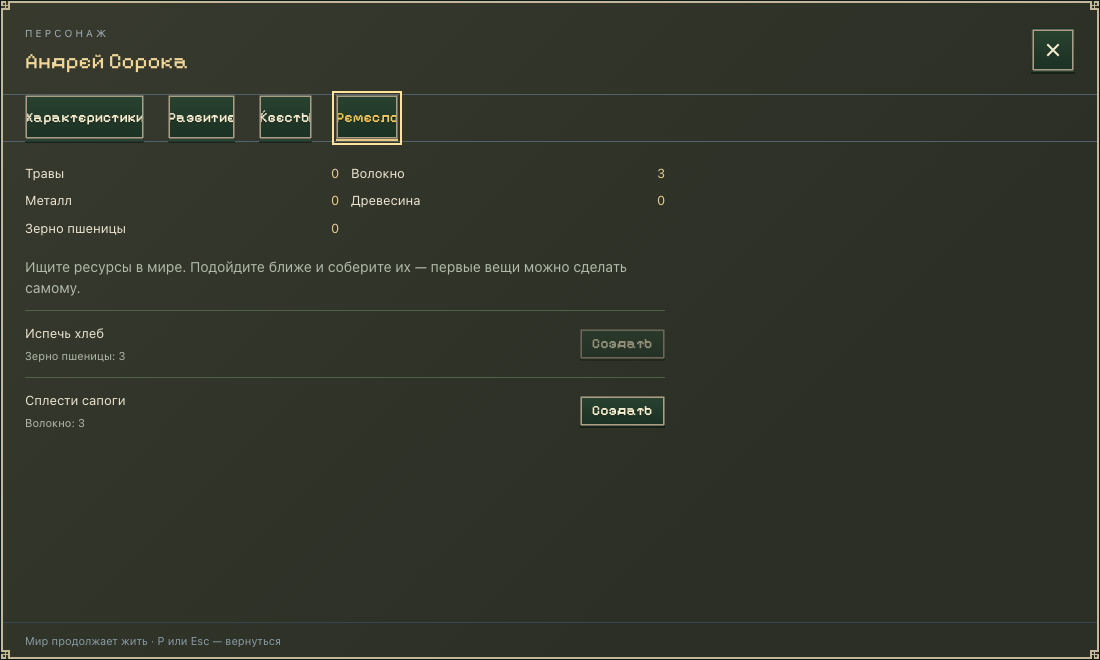 ПЕРСОНАЖ
Андрей Сорока
Характеристики Развитие Квесты Ремесло
Травы 0 Волокно 3
Металл 0 Древесина 0
Зерно пшеницы 0
Ищите ресурсы в мире. Подойдите ближе и соберите их — первые вещи можно сделать
самому.
Испечь хлеб
Зерно пшеницы: 3
Создать
Сплести сапоги
Волокно: 3
Создать
Мир продолжает жить · P или Esc — вернуться